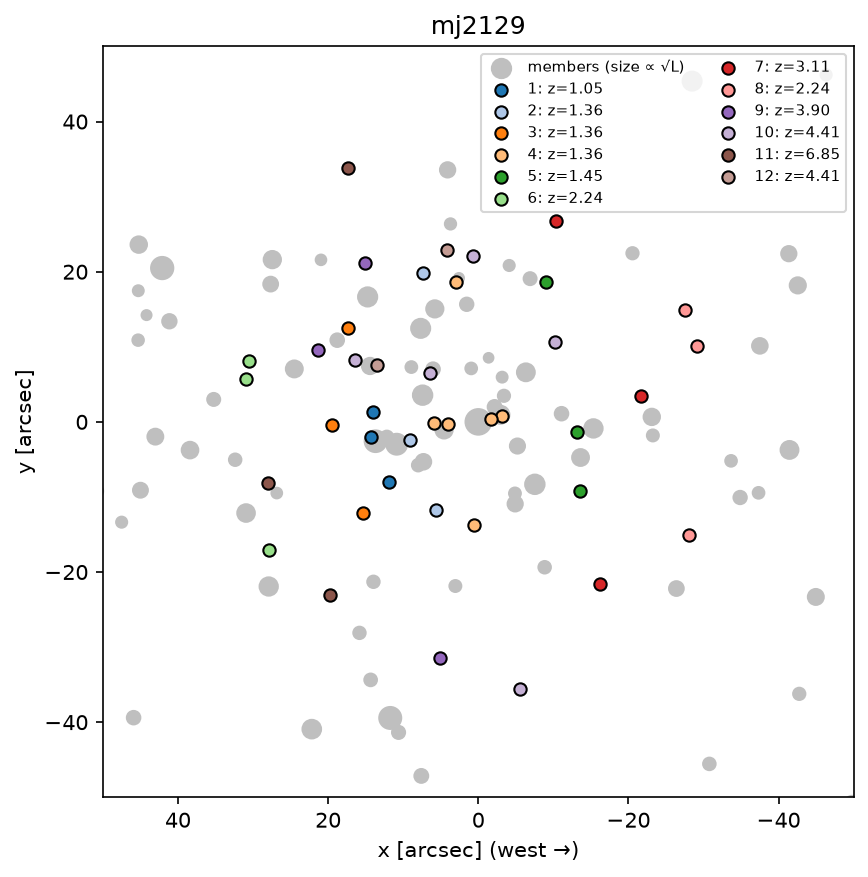 mj2129
members (size ∝ √L)
1: z=1.05
2: z=1.36
3: z=1.36
4: z=1.36
5: z=1.45
6: z=2.24
7: z=3.11
8: z=2.24
9: z=3.90
10: z=4.41
11: z=6.85
12: z=4.41
y [arcsec]
40
20
0
−20
−40
40
20
0
−20
−40
x [arcsec] (west →)